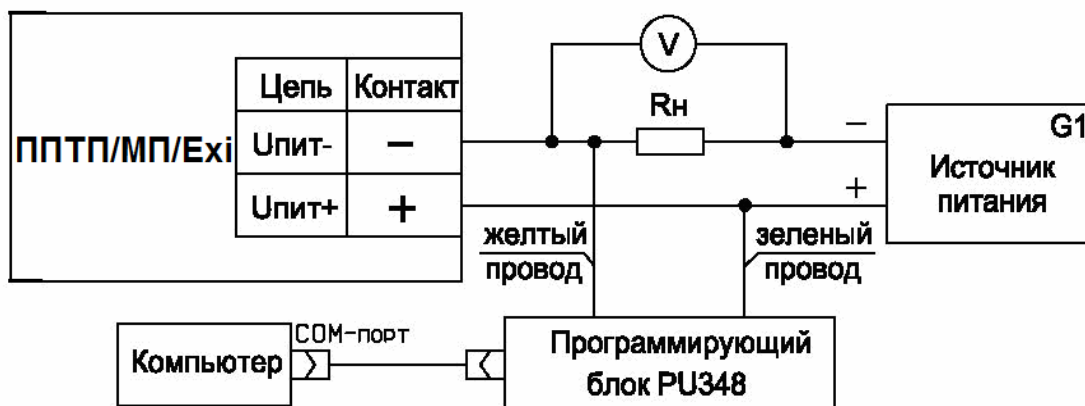 V
Цепь Контакт
Rн
− G1
ППТП/МП/Exi Uпит- −
Источник
питания
Uпит+ + +
желтый
провод
зеленый
провод
COM-порт
Компьютер
Программирующий
блок PU348